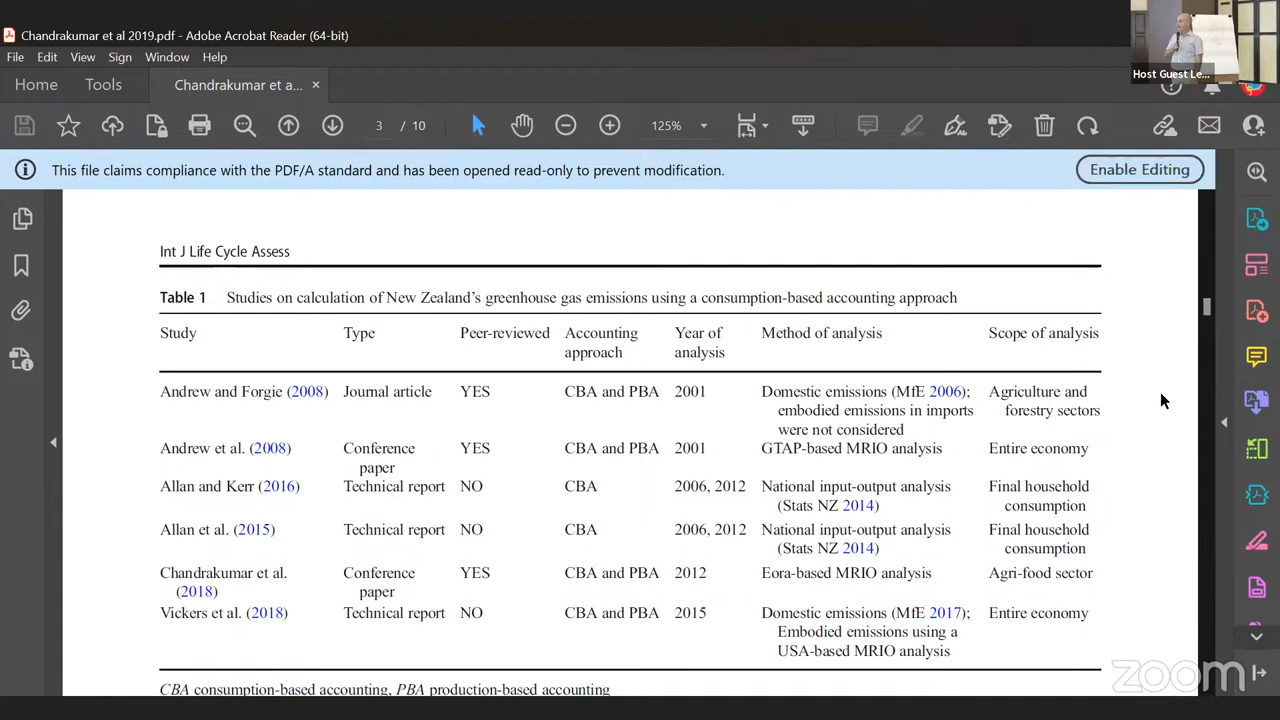 Chandrakumar et al 2019.pdf - Adobe Acrobat Reader (64-bit)
File Edit View Sign Window Help
Host Guest Le...
Home Tools Chandrakumar et a... ×
3 / 10 125%
This file claims compliance with the PDF/A standard and has been opened read-only to prevent modification. Enable Editing
Int J Life Cycle Assess
Table 1 Studies on calculation of New Zealand's greenhouse gas emissions using a consumption-based accounting approach
Study Type Peer-reviewed Accounting Year of Method of analysis Scope of analysis
approach analysis
Andrew and Forgie (2008) Journal article YES CBA and PBA 2001 Domestic emissions (MfE 2006); Agriculture and
embodied emissions in imports forestry sectors
were not considered
Andrew et al. (2008) Conference YES CBA and PBA 2001 GTAP-based MRIO analysis Entire economy
paper
Allan and Kerr (2016) Technical report NO CBA 2006, 2012 National input-output analysis Final household
(Stats NZ 2014) consumption
Allan et al. (2015) Technical report NO CBA 2006, 2012 National input-output analysis Final household
(Stats NZ 2014) consumption
Chandrakumar et al. Conference YES CBA and PBA 2012 Eora-based MRIO analysis Agri-food sector
(2018) paper
Vickers et al. (2018) Technical report NO CBA and PBA 2015 Domestic emissions (MfE 2017); Entire economy
Embodied emissions using a
USA-based MRIO analysis
CBA consumption-based accounting, PBA production-based accounting
zoom